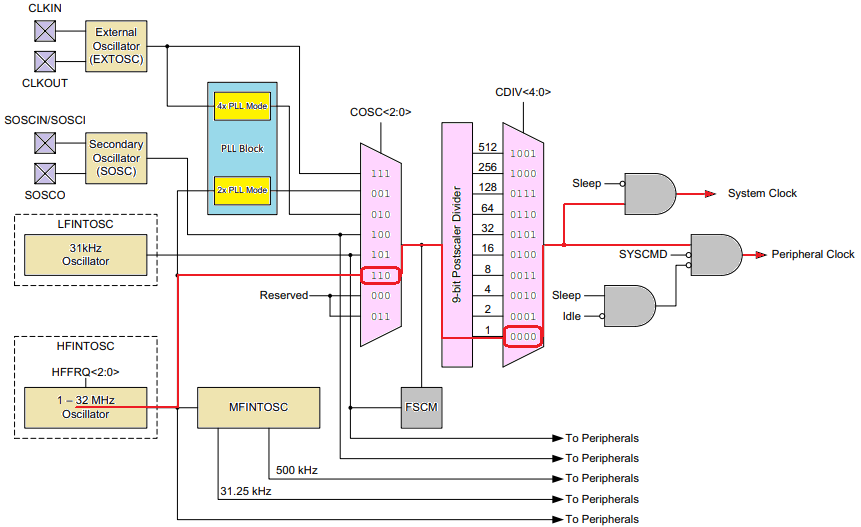 CLKIN
External
Oscillator
(EXTOSC)
CLKOUT
4x PLL Mode
PLL Block
2x PLL Mode
SOSCIN/SOSCI
Secondary
Oscillator
(SOSC)
SOSCO
LFINTOSC
31kHz
Oscillator
HFINTOSC
HFFRQ<2:0>
1 – 32 MHz
Oscillator
MFINTOSC
500 kHz
31.25 kHz
Reserved
COSC<2:0>
111
001
010
100
101
110
000
011
FSCM
9-bit Postscaler Divider
512
256
128
64
32
16
8
4
2
1
CDIV<4:0>
1001
1000
0111
0110
0101
0100
0011
0010
0001
0000
Sleep
System Clock
SYSCMD
Peripheral Clock
Sleep
Idle
To Peripherals
To Peripherals
To Peripherals
To Peripherals
To Peripherals